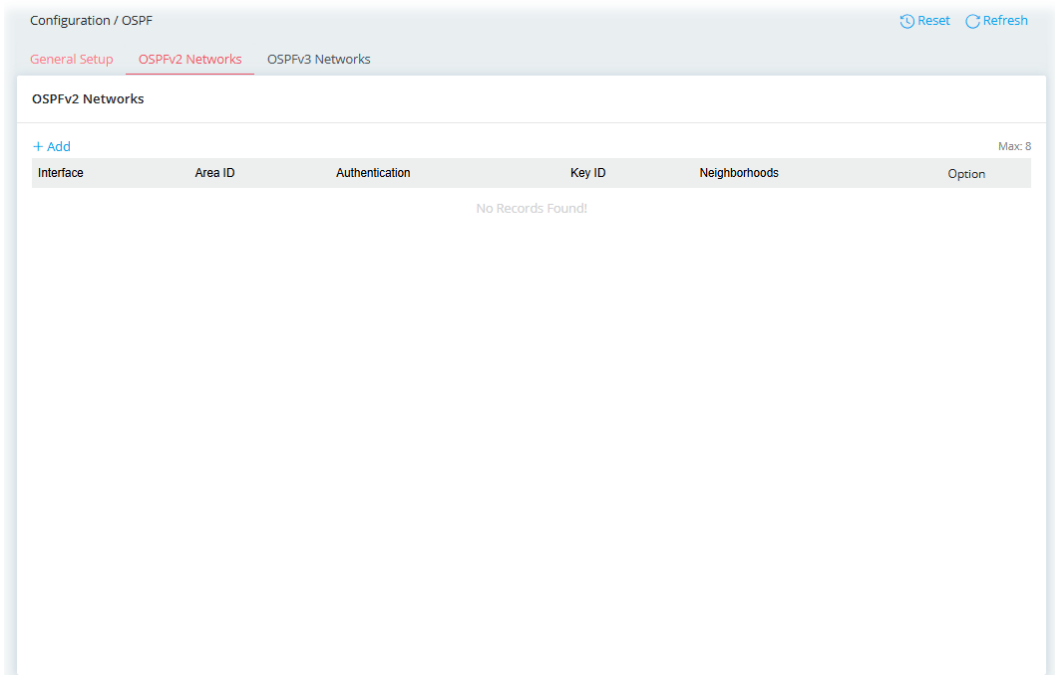 Configuration / OSPF Reset Refresh
General Setup OSPFv2 Networks OSPFv3 Networks
OSPFv2 Networks
+ Add Max: 8
Interface Area ID Authentication Key ID Neighborhoods Option
No Records Found!